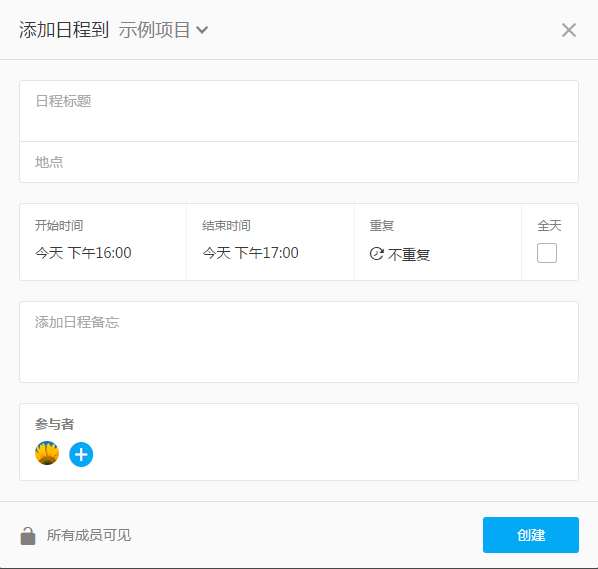 添加日程到 示例项目
日程标题
地点
开始时间 结束时间 重复 全天
今天 下午16:00 今天 下午17:00 不重复
添加日程备忘
参与者
所有成员可见 创建